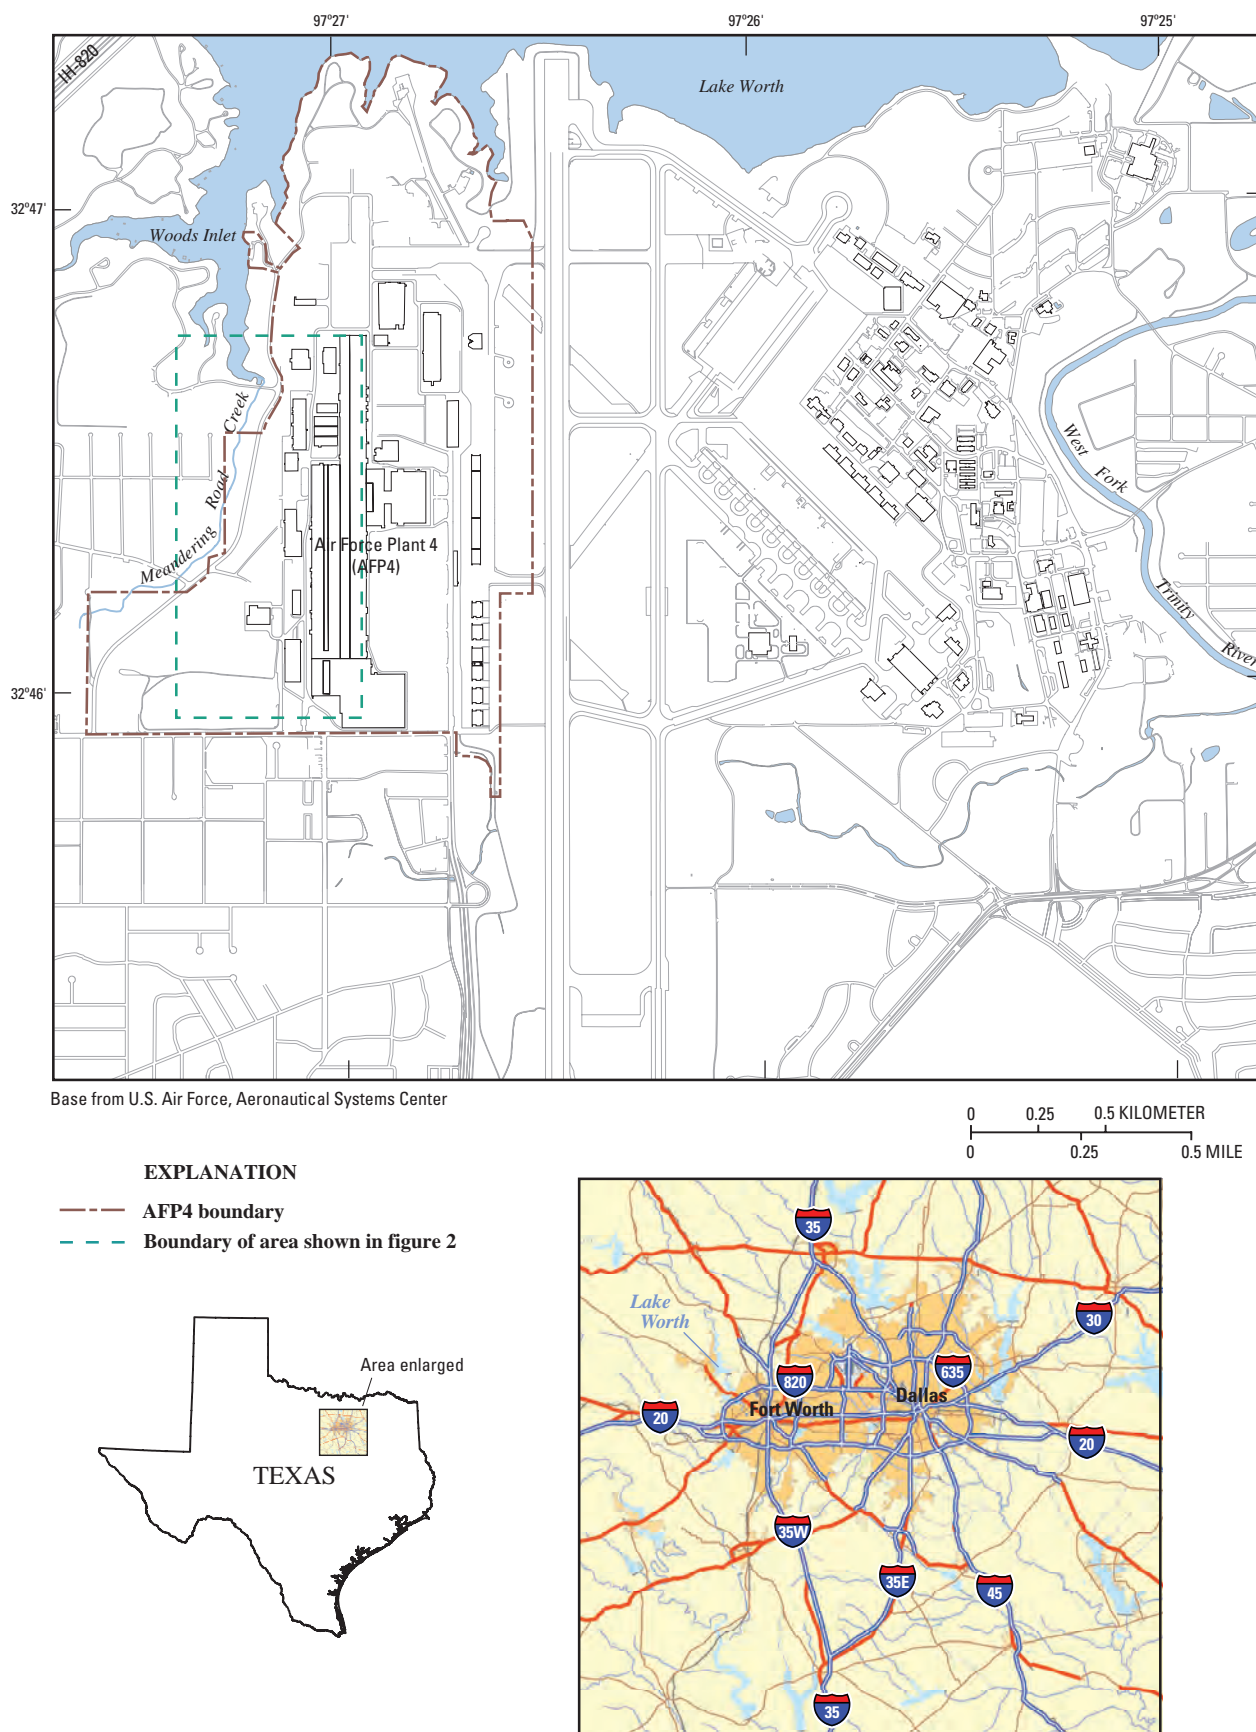 97°27'
97°26'
97°25'
IH-820
Lake Worth
32°47'
Woods Inlet
Meandering Road Creek
West Fork Trinity River
Air Force Plant 4
(AFP4)
32°46'
Base from U.S. Air Force, Aeronautical Systems Center
0 0.25 0.5 KILOMETER
0 0.25 0.5 MILE
EXPLANATION
AFP4 boundary
Boundary of area shown in figure 2
Area enlarged
TEXAS
35
Lake
Worth
30
820
635
Dallas
Fort Worth
20
20
35W
35E
45
35